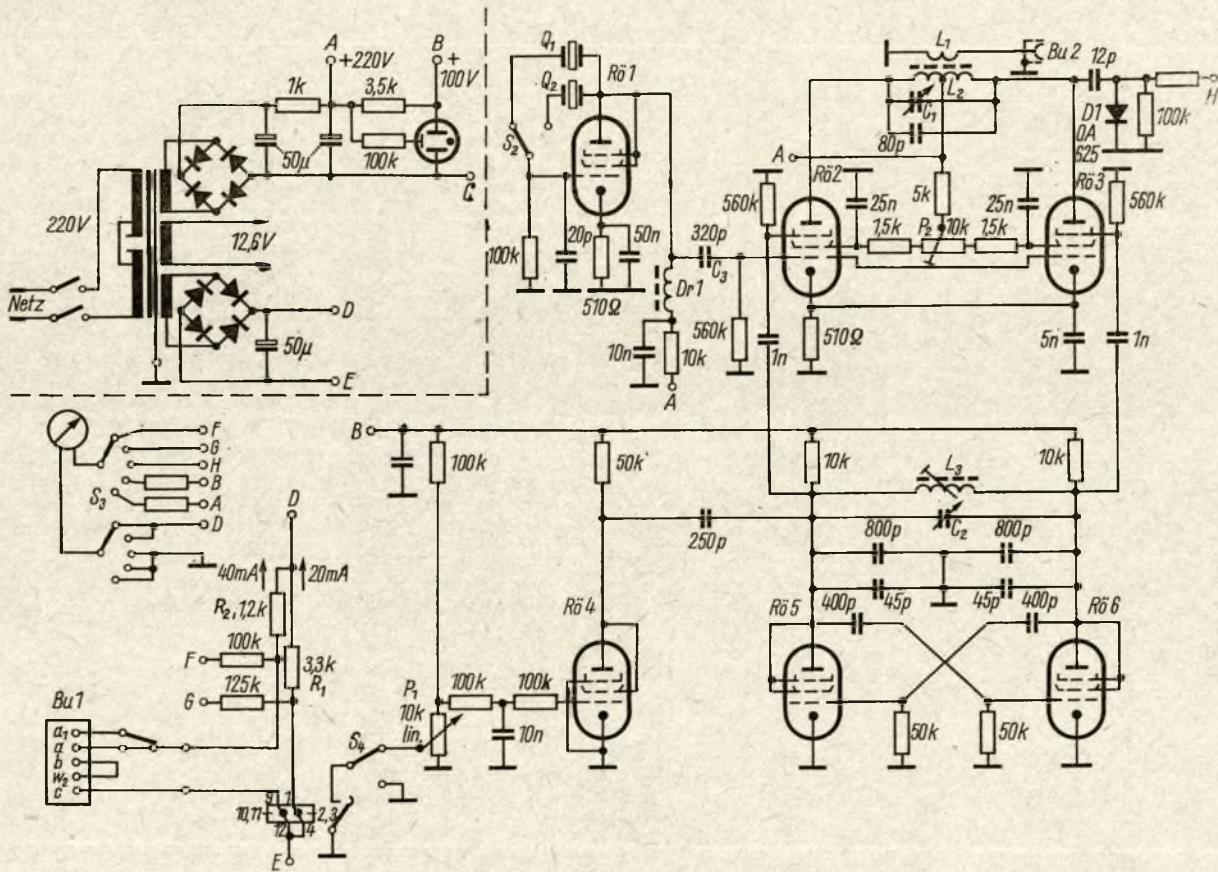 A
+220V
B
+
100V
1k
3,5k
50µ
100k
220V
12,6V
Netz
50µ
D
E
Q₁
Q₂
Rö1
S₂
100k
20p
50n
510Ω
Dr1
10n
10k
A
320p
C₃
560k
L₁
Bu 2
L₂
C₁
80p
12p
D1
0A
625
100k
H
A
5k
Rö2
Rö3
560k
25n
1,5k
P₂
10k
1,5k
25n
560k
1n
510Ω
5n
1n
F
G
H
B
A
D
S₃
B
100k
50k
10k
L₃
10k
250p
C₂
800p
800p
45p
45p
D
40mA
20mA
R₂, 1,2k
100k
F
3,3k
R₁
125k
G
Bu1
a₁
a
b
w₂
c
9
1
10,11
2,3
12
4
E
S₄
P₁
10k
lin.
100k
100k
10n
Rö4
Rö5
400p
400p
Rö6
50k
50k